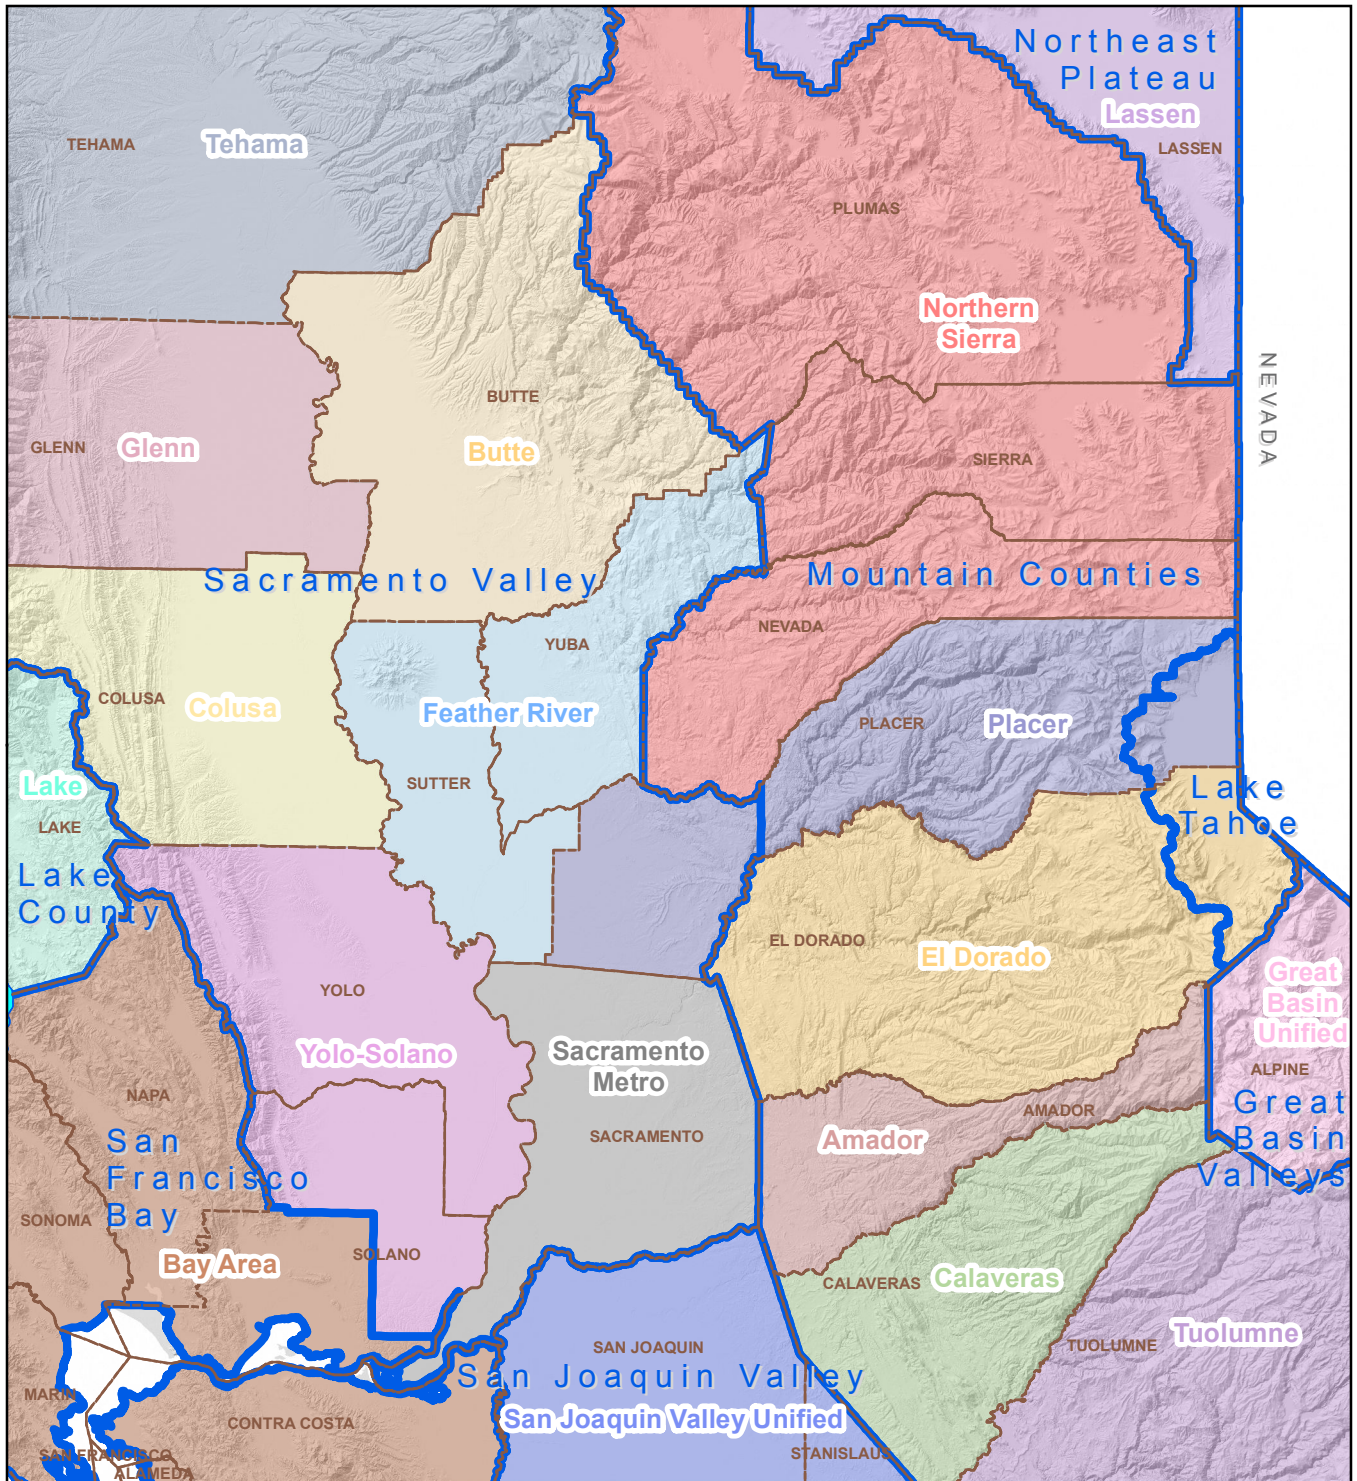 Northeast
Plateau
Lassen
LASSEN
TEHAMA
Tehama
PLUMAS
Northern
Sierra
NEVADA
BUTTE
Butte
GLENN
Glenn
SIERRA
Sacramento Valley
Mountain Counties
NEVADA
YUBA
COLUSA
Colusa
Feather River
PLACER
Placer
SUTTER
Lake
LAKE
Lake
Tahoe
Lake
County
EL DORADO
El Dorado
YOLO
Yolo-Solano
Great
Basin
Unified
Sacramento
Metro
ALPINE
NAPA
AMADOR
Great
Basin
Valleys
SACRAMENTO
Amador
San
Francisco
Bay
SONOMA
SOLANO
Bay Area
CALAVERAS
Calaveras
Tuolumne
TUOLUMNE
SAN JOAQUIN
San Joaquin Valley
San Joaquin Valley Unified
MARIN
CONTRA COSTA
STANISLAUS
SAN FRANCISCO
ALAMEDA